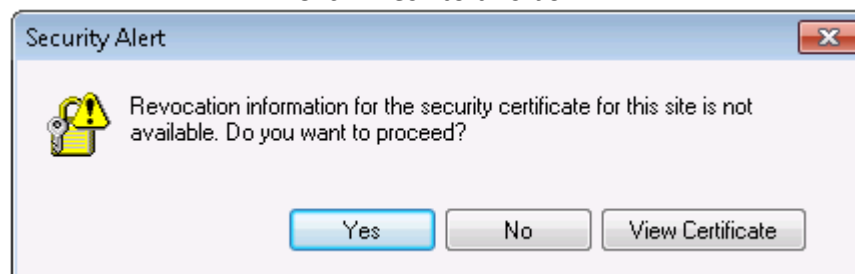 Security Alert
Revocation information for the security certificate for this site is not
available. Do you want to proceed?
Yes
No
View Certificate